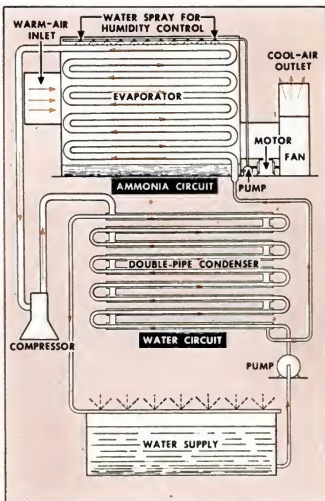 WATER SPRAY FOR
HUMIDITY CONTROL
WARM-AIR
INLET
COOL-AIR
OUTLET
EVAPORATOR
MOTOR
FAN
PUMP
AMMONIA CIRCUIT
DOUBLE-PIPE CONDENSER
COMPRESSOR
WATER CIRCUIT
PUMP
WATER SUPPLY